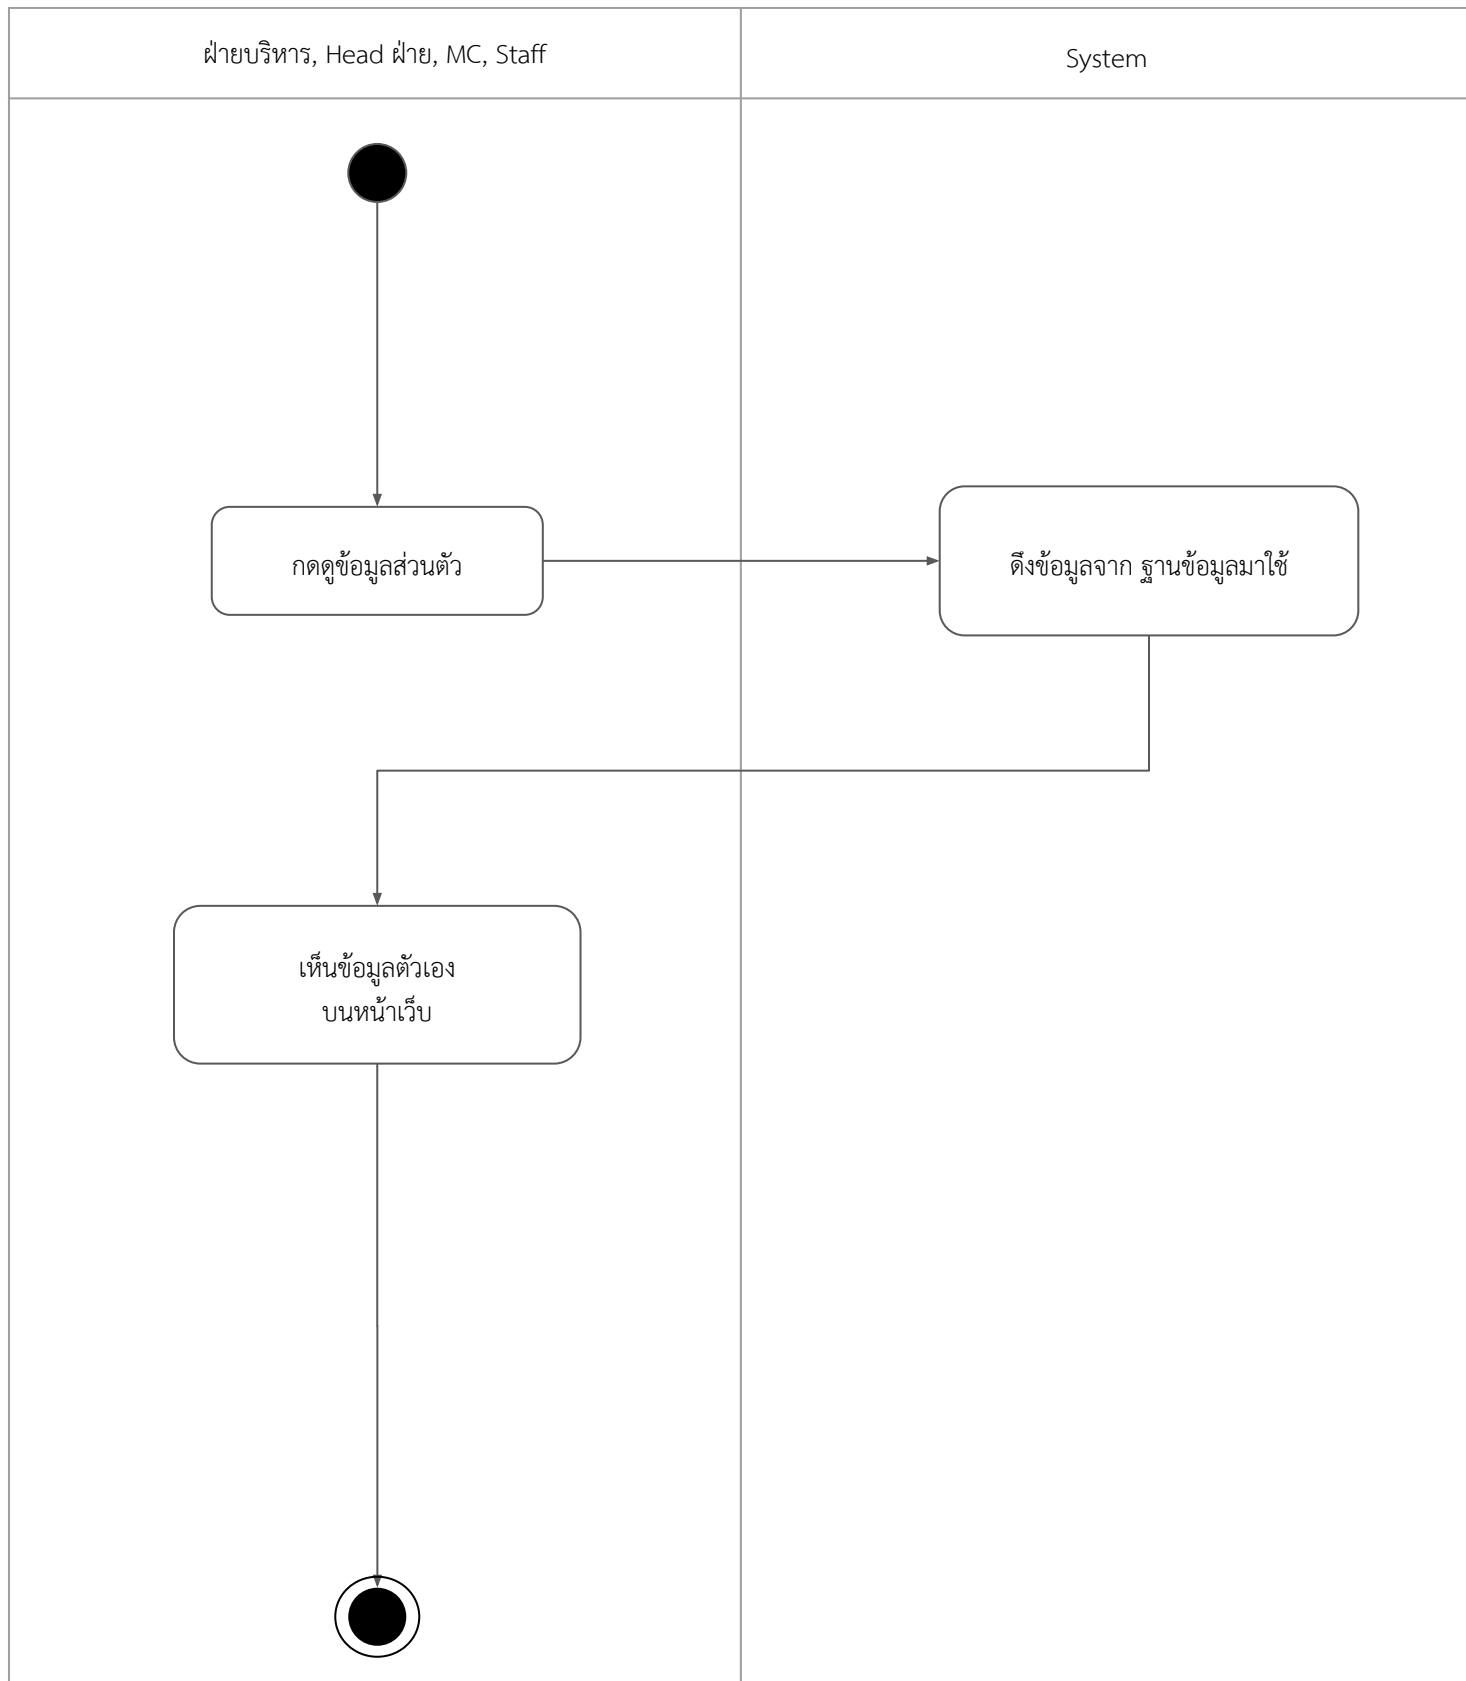 ฝ่ายบริหาร, Head ฝ่าย, MC, Staff
System
กดดูข้อมูลส่วนตัว
ดึงข้อมูลจาก ฐานข้อมูลมาใช้
เห็นข้อมูลตัวเอง
บนหน้าเว็บ